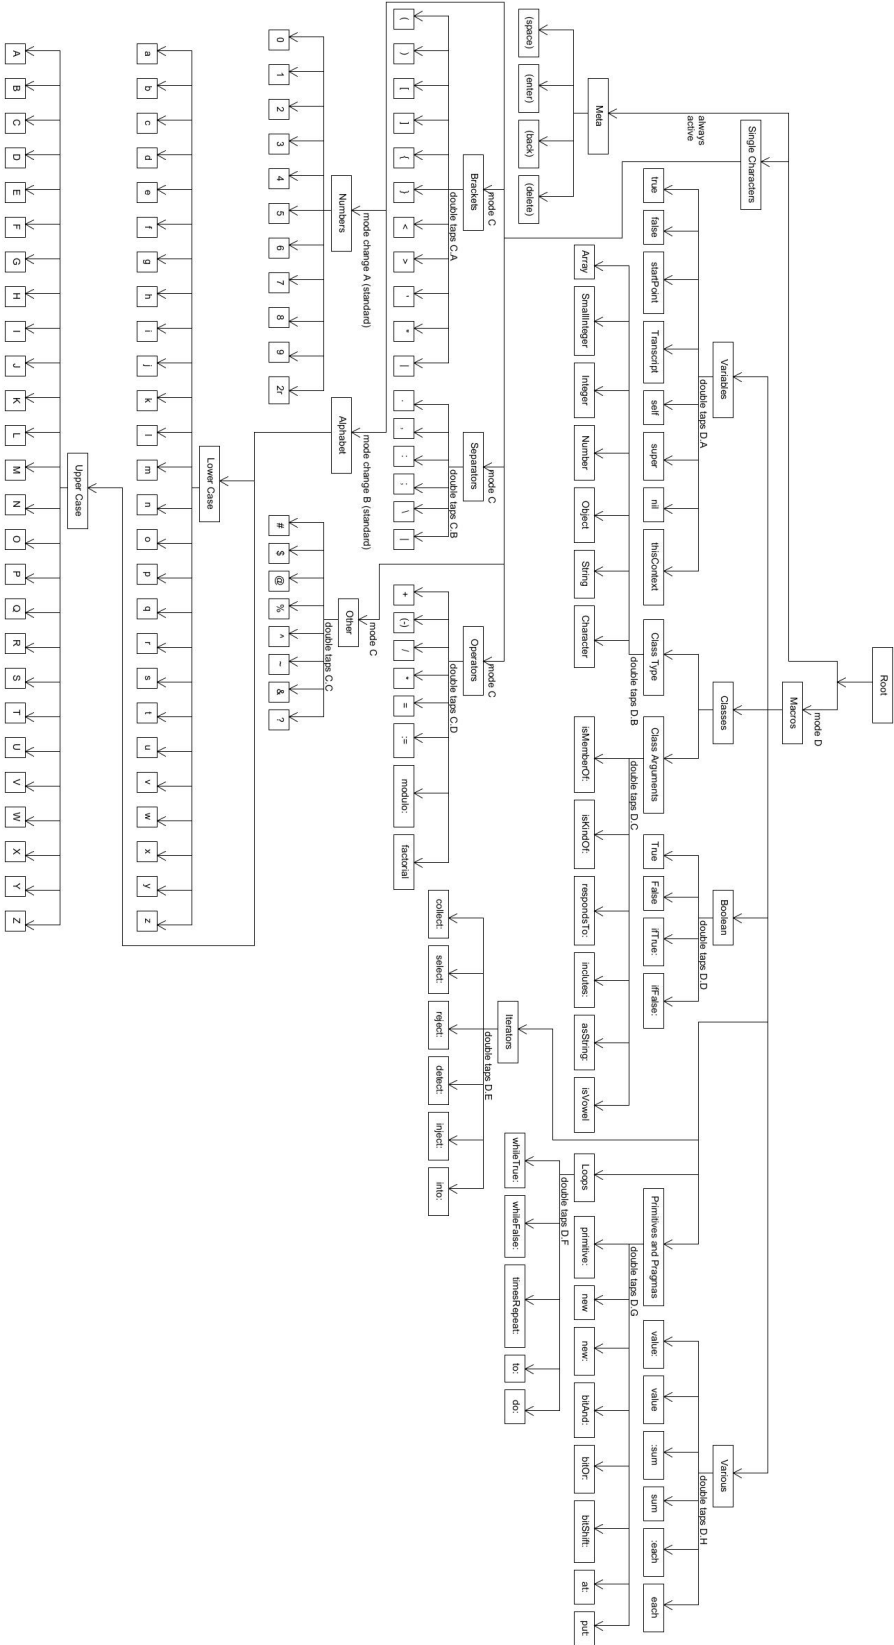 Root
mode D
Macros
Single Characters
always
active
Meta
(space)
(enter)
(back)
(delete)
Variables
double taps D.A
true
false
startPoint
Transcript
self
super
nil
thisContext
Classes
Class Type
double taps D.B
Array
SmallInteger
Integer
Number
Object
String
Character
Class Arguments
double taps D.C
isMemberOf:
isKindOf:
respondsTo:
includes:
asString:
isVowel
Boolean
double taps D.D
True
False
ifTrue:
ifFalse:
Iterators
double taps D.E
collect:
select:
reject:
detect:
inject:
into:
Loops
double taps D.F
whileTrue:
whileFalse:
timesRepeat:
to:
do:
Primitives and Pragmas
double taps D.G
primitive:
new
new:
bitAnd:
bitOr:
bitShift:
at:
put:
Various
double taps D.H
value:
value
:sum
sum
:each
each
mode C
Brackets
double taps C.A
(
)
[
]
{
}
<
>
'
"
|
mode C
Separators
double taps C.B
.
,
:
;
\
|
mode C
Operators
double taps C.D
+
(-)
/
*
=
:=
modulo:
factorial
mode C
Other
double taps C.C
#
$
@
%
^
~
&
?
mode change A (standard)
Numbers
0
1
2
3
4
5
6
7
8
9
2r
mode change B (standard)
Alphabet
Lower Case
a
b
c
d
e
f
g
h
i
j
k
l
m
n
o
p
q
r
s
t
u
v
w
x
y
z
Upper Case
A
B
C
D
E
F
G
H
I
J
K
L
M
N
O
P
Q
R
S
T
U
V
W
X
Y
Z